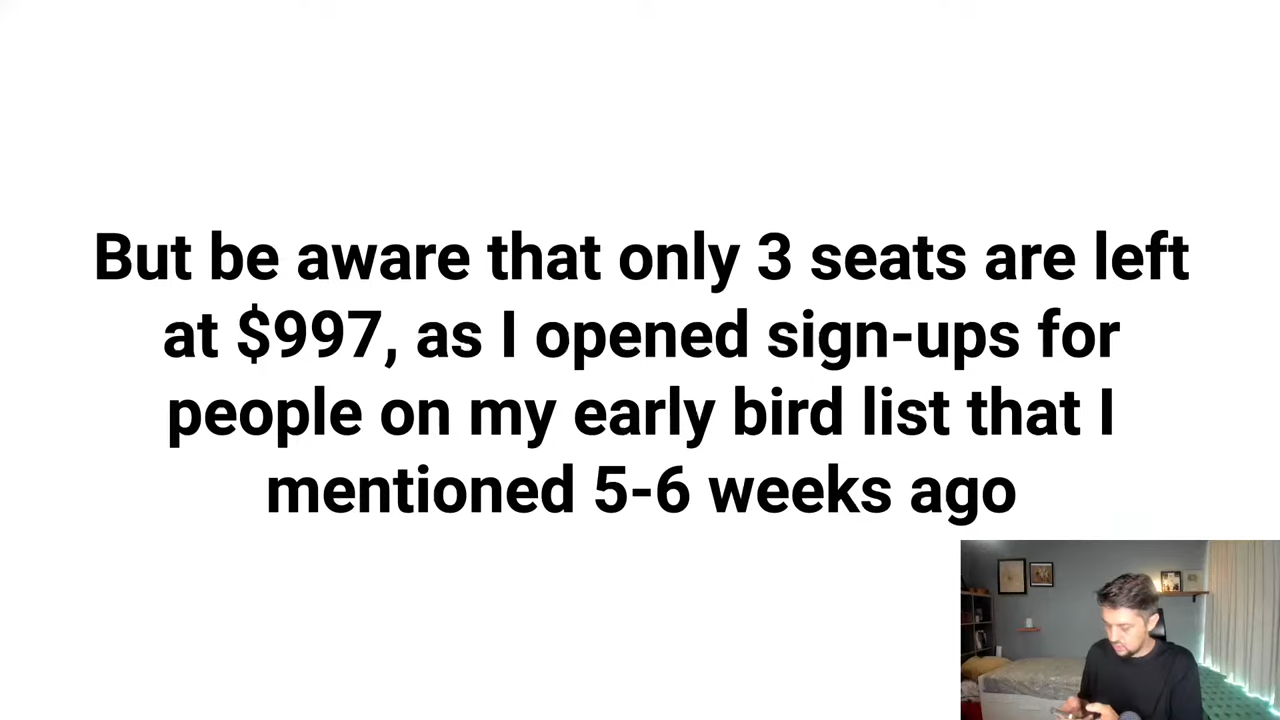 But be aware that only 3 seats are left
at $997, as I opened sign-ups for
people on my early bird list that I
mentioned 5-6 weeks ago